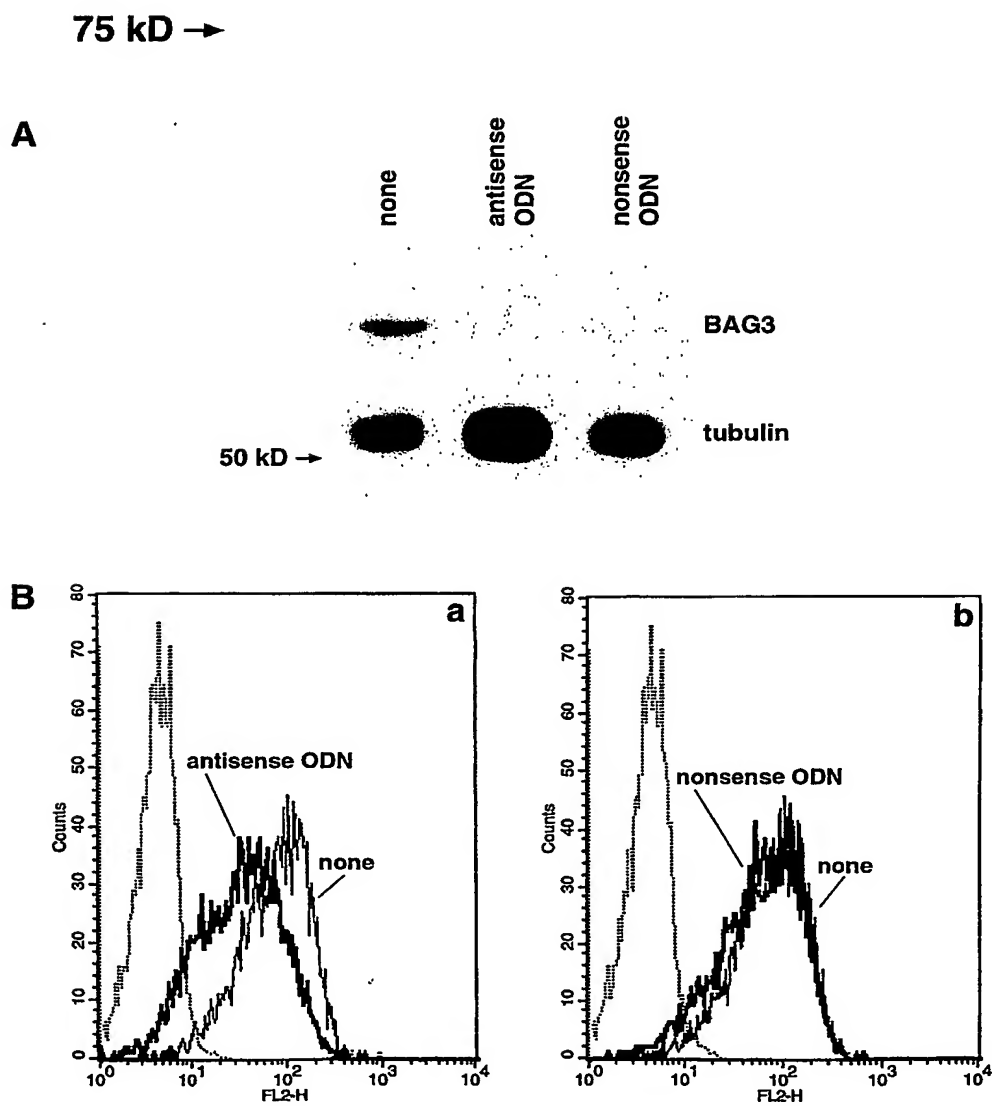 75 kD →
A
none
antisense
ODN
nonsense
ODN
BAG3
tubulin
50 kD →
B
a
80
70
60
50
40
30
20
10
0
Counts
antisense ODN
none
10⁰ 10¹ 10² 10³ 10⁴
FL2-H
b
80
70
60
50
40
30
20
10
0
Counts
nonsense ODN
none
10⁰ 10¹ 10² 10³ 10⁴
FL2-H